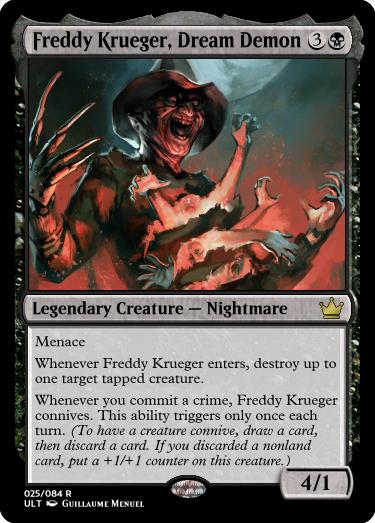 Freddy Krueger, Dream Demon 3
Legendary Creature — Nightmare
Menace
Whenever Freddy Krueger enters, destroy up to
one target tapped creature.
Whenever you commit a crime, Freddy Krueger
connives. This ability triggers only once each
turn. (To have a creature connive, draw a card,
then discard a card. If you discarded a nonland
card, put a +1/+1 counter on this creature.)
4/1
025/084 R
ULT Guillaume Menuel